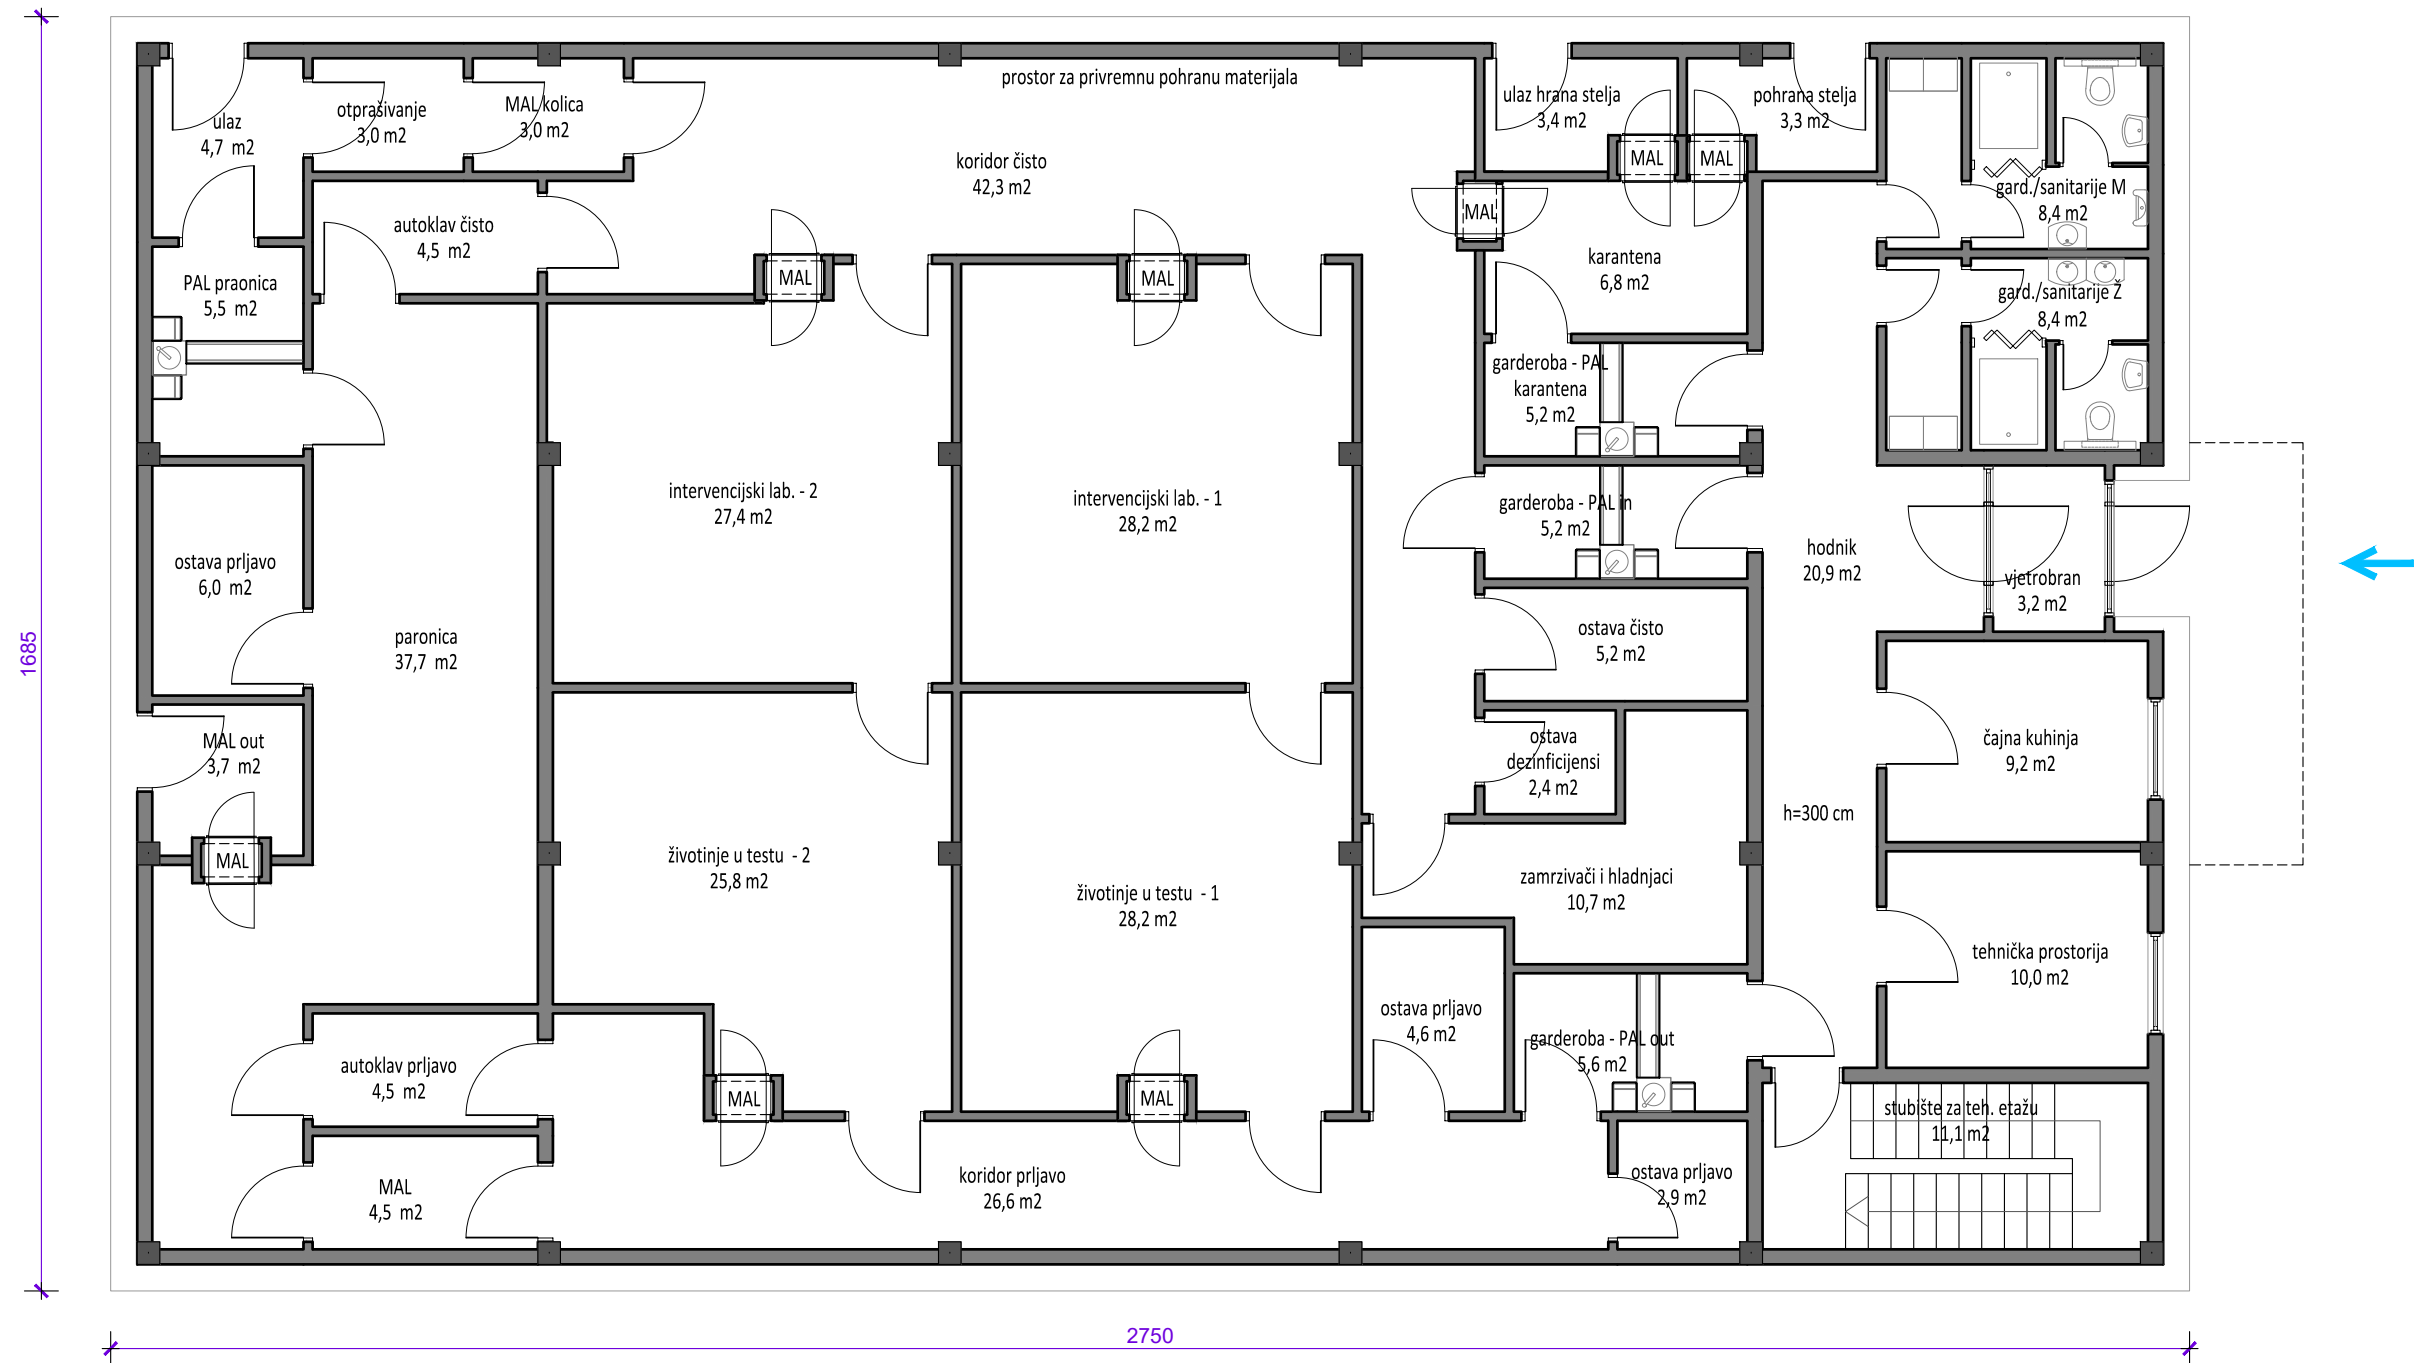 prostor za privremnu pohranu materijala
ulaz
4,7 m2
otprašivanje
3,0 m2
MAL kolica
3,0 m2
koridor čisto
42,3 m2
ulaz hrana stelja
3,4 m2
pohrana stelja
3,3 m2
MAL
MAL
gard./sanitarije M
8,4 m2
MAL
autoklav čisto
4,5 m2
PAL praonica
5,5 m2
MAL
MAL
karantena
6,8 m2
gard./sanitarije Ž
8,4 m2
garderoba - PAL
karantena
5,2 m2
intervencijski lab. - 2
27,4 m2
intervencijski lab. - 1
28,2 m2
garderoba - PAL in
5,2 m2
hodnik
20,9 m2
vjetrobran
3,2 m2
ostava prljavo
6,0 m2
paronica
37,7 m2
ostava čisto
5,2 m2
1685
MAL out
3,7 m2
ostava
dezinficijensi
2,4 m2
čajna kuhinja
9,2 m2
h=300 cm
MAL
životinje u testu - 2
25,8 m2
životinje u testu - 1
28,2 m2
zamrzivači i hladnjaci
10,7 m2
tehnička prostorija
10,0 m2
ostava prljavo
4,6 m2
garderoba - PAL out
5,6 m2
autoklav prljavo
4,5 m2
MAL
MAL
stubište za teh. etažu
11,1 m2
MAL
4,5 m2
koridor prljavo
26,6 m2
ostava prljavo
2,9 m2
2750